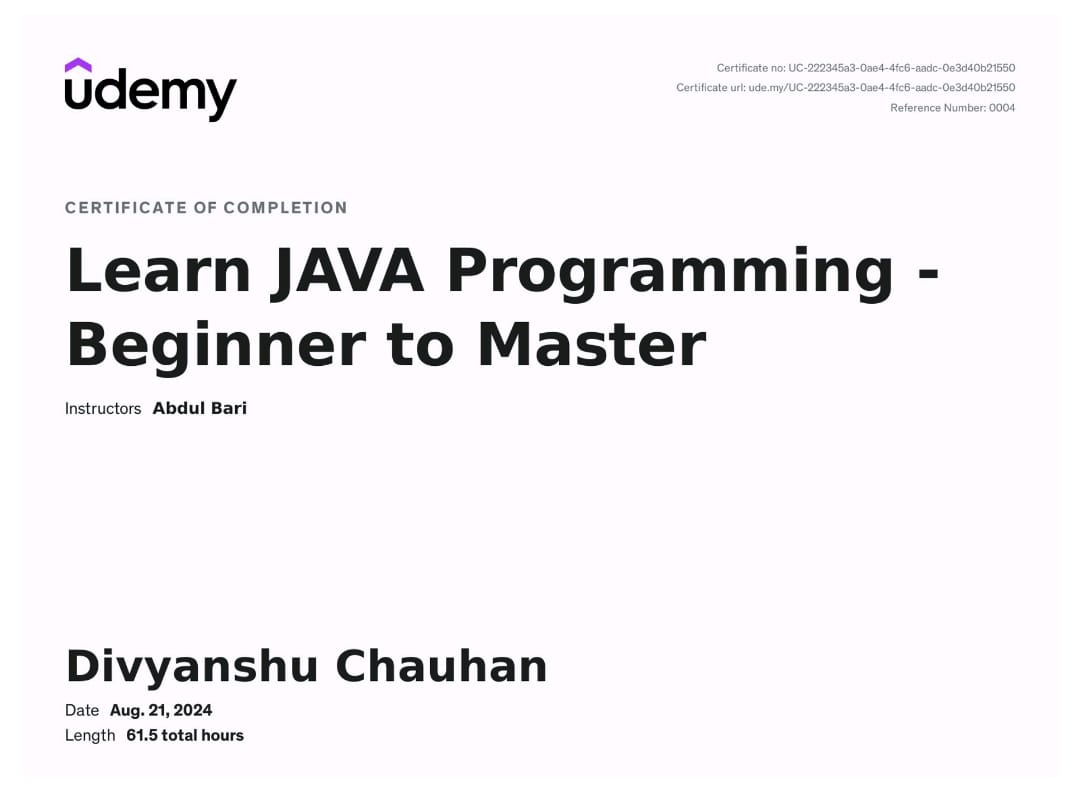 udemy
Certificate no: UC-222345a3-0ae4-4fc6-aadc-0e3d40b21550
Certificate url: ude.my/UC-222345a3-0ae4-4fc6-aadc-0e3d40b21550
Reference Number: 0004
CERTIFICATE OF COMPLETION
Learn JAVA Programming -
Beginner to Master
Instructors Abdul Bari
Divyanshu Chauhan
Date Aug. 21, 2024
Length 61.5 total hours